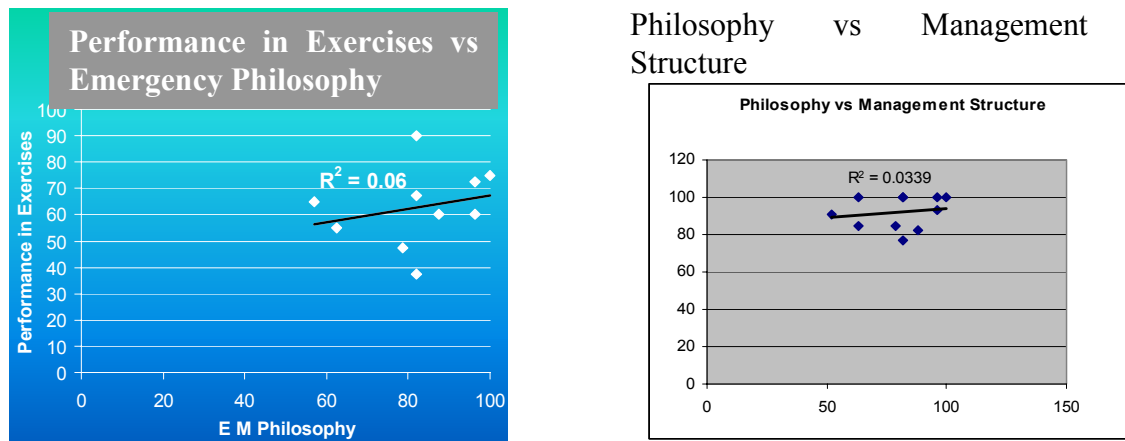 Performance in Exercises vs
Emergency Philosophy
100
90
80
70
60
50
40
30
20
10
0
Performance in Exercises
R² = 0.06
0 20 40 60 80 100
E M Philosophy
Philosophy vs Management
Structure
Philosophy vs Management Structure
120
100
80
60
40
20
0
R² = 0.0339
0 50 100 150